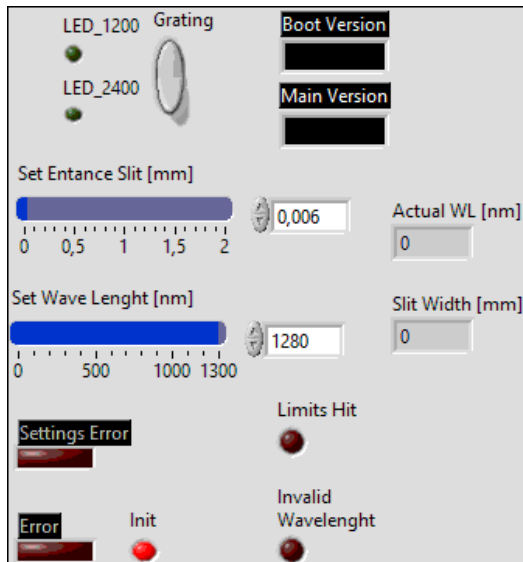 LED_1200
Grating
Boot Version
LED_2400
Main Version
Set Entance Slit [mm]
0,006
0 0,5 1 1,5 2
Actual WL [nm]
0
Set Wave Lenght [nm]
1280
0 500 1000 1300
Slit Width [mm]
0
Settings Error
Limits Hit
Error
Init
Invalid
Wavelenght